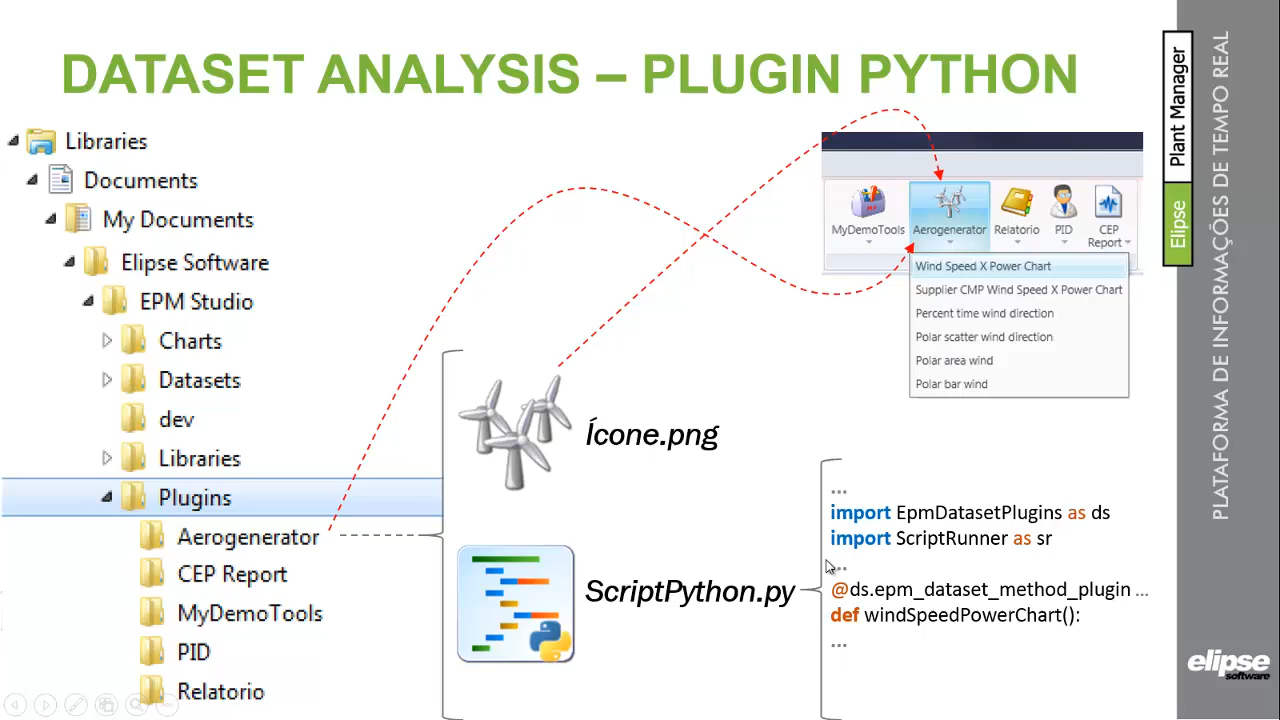 DATASET ANALYSIS – PLUGIN PYTHON
Libraries
Documents
My Documents
Elipse Software
EPM Studio
Charts
Datasets
dev
Libraries
Plugins
Aerogenerator
CEP Report
MyDemoTools
PID
Relatorio
Ícone.png
ScriptPython.py
MyDemoTools
Aerogenerator
Relatorio
PID
CEP
Report
Wind Speed X Power Chart
Supplier CMP Wind Speed X Power Chart
Percent time wind direction
Polar scatter wind direction
Polar area wind
Polar bar wind
...
import EpmDatasetPlugins as ds
import ScriptRunner as sr
...
@ds.epm_dataset_method_plugin ...
def windSpeedPowerChart():
...
Elipse Plant Manager
PLATAFORMA DE INFORMAÇÕES DE TEMPO REAL
elipse
software